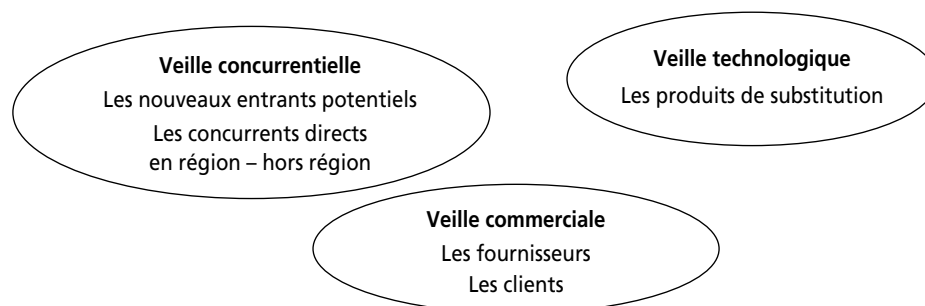 Veille concurrentielle
Les nouveaux entrants potentiels
Les concurrents directs
en région – hors région
Veille technologique
Les produits de substitution
Veille commerciale
Les fournisseurs
Les clients